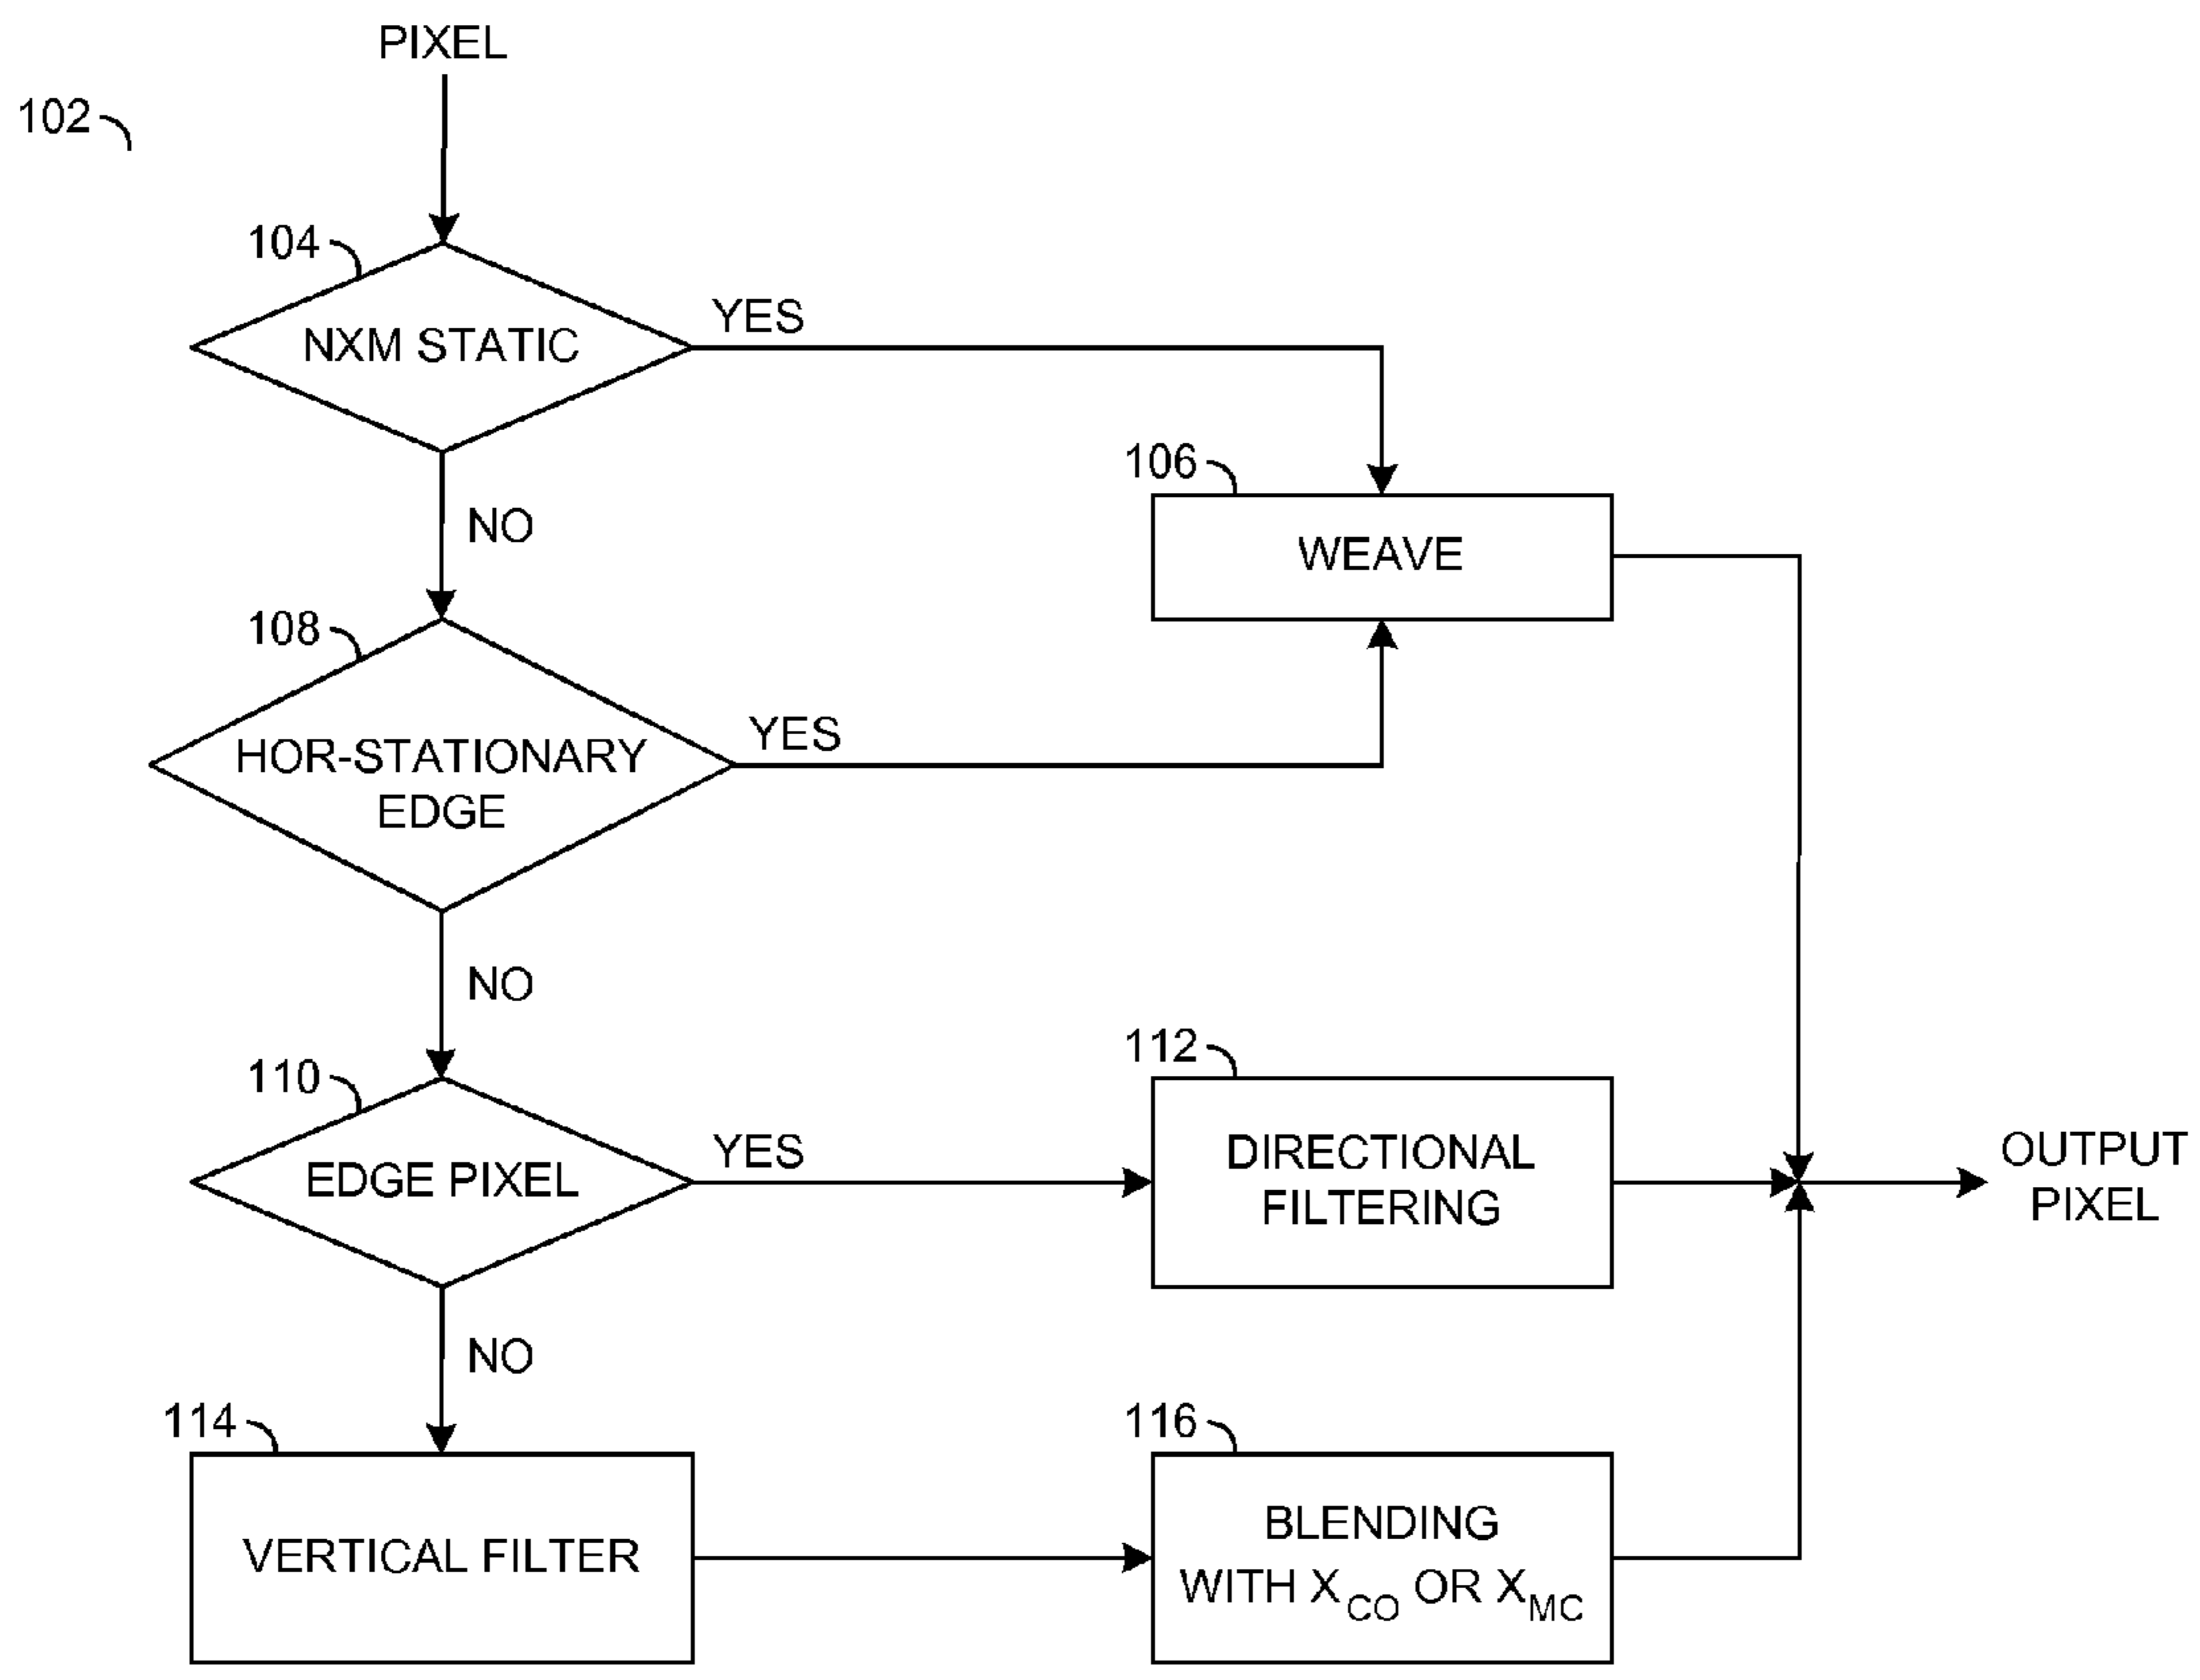 PIXEL
102
104
NXM STATIC
YES
NO
106
WEAVE
108
HOR-STATIONARY
EDGE
YES
NO
110
EDGE PIXEL
YES
112
DIRECTIONAL
FILTERING
OUTPUT
PIXEL
NO
114
VERTICAL FILTER
116
BLENDING
WITH XCO OR XMC